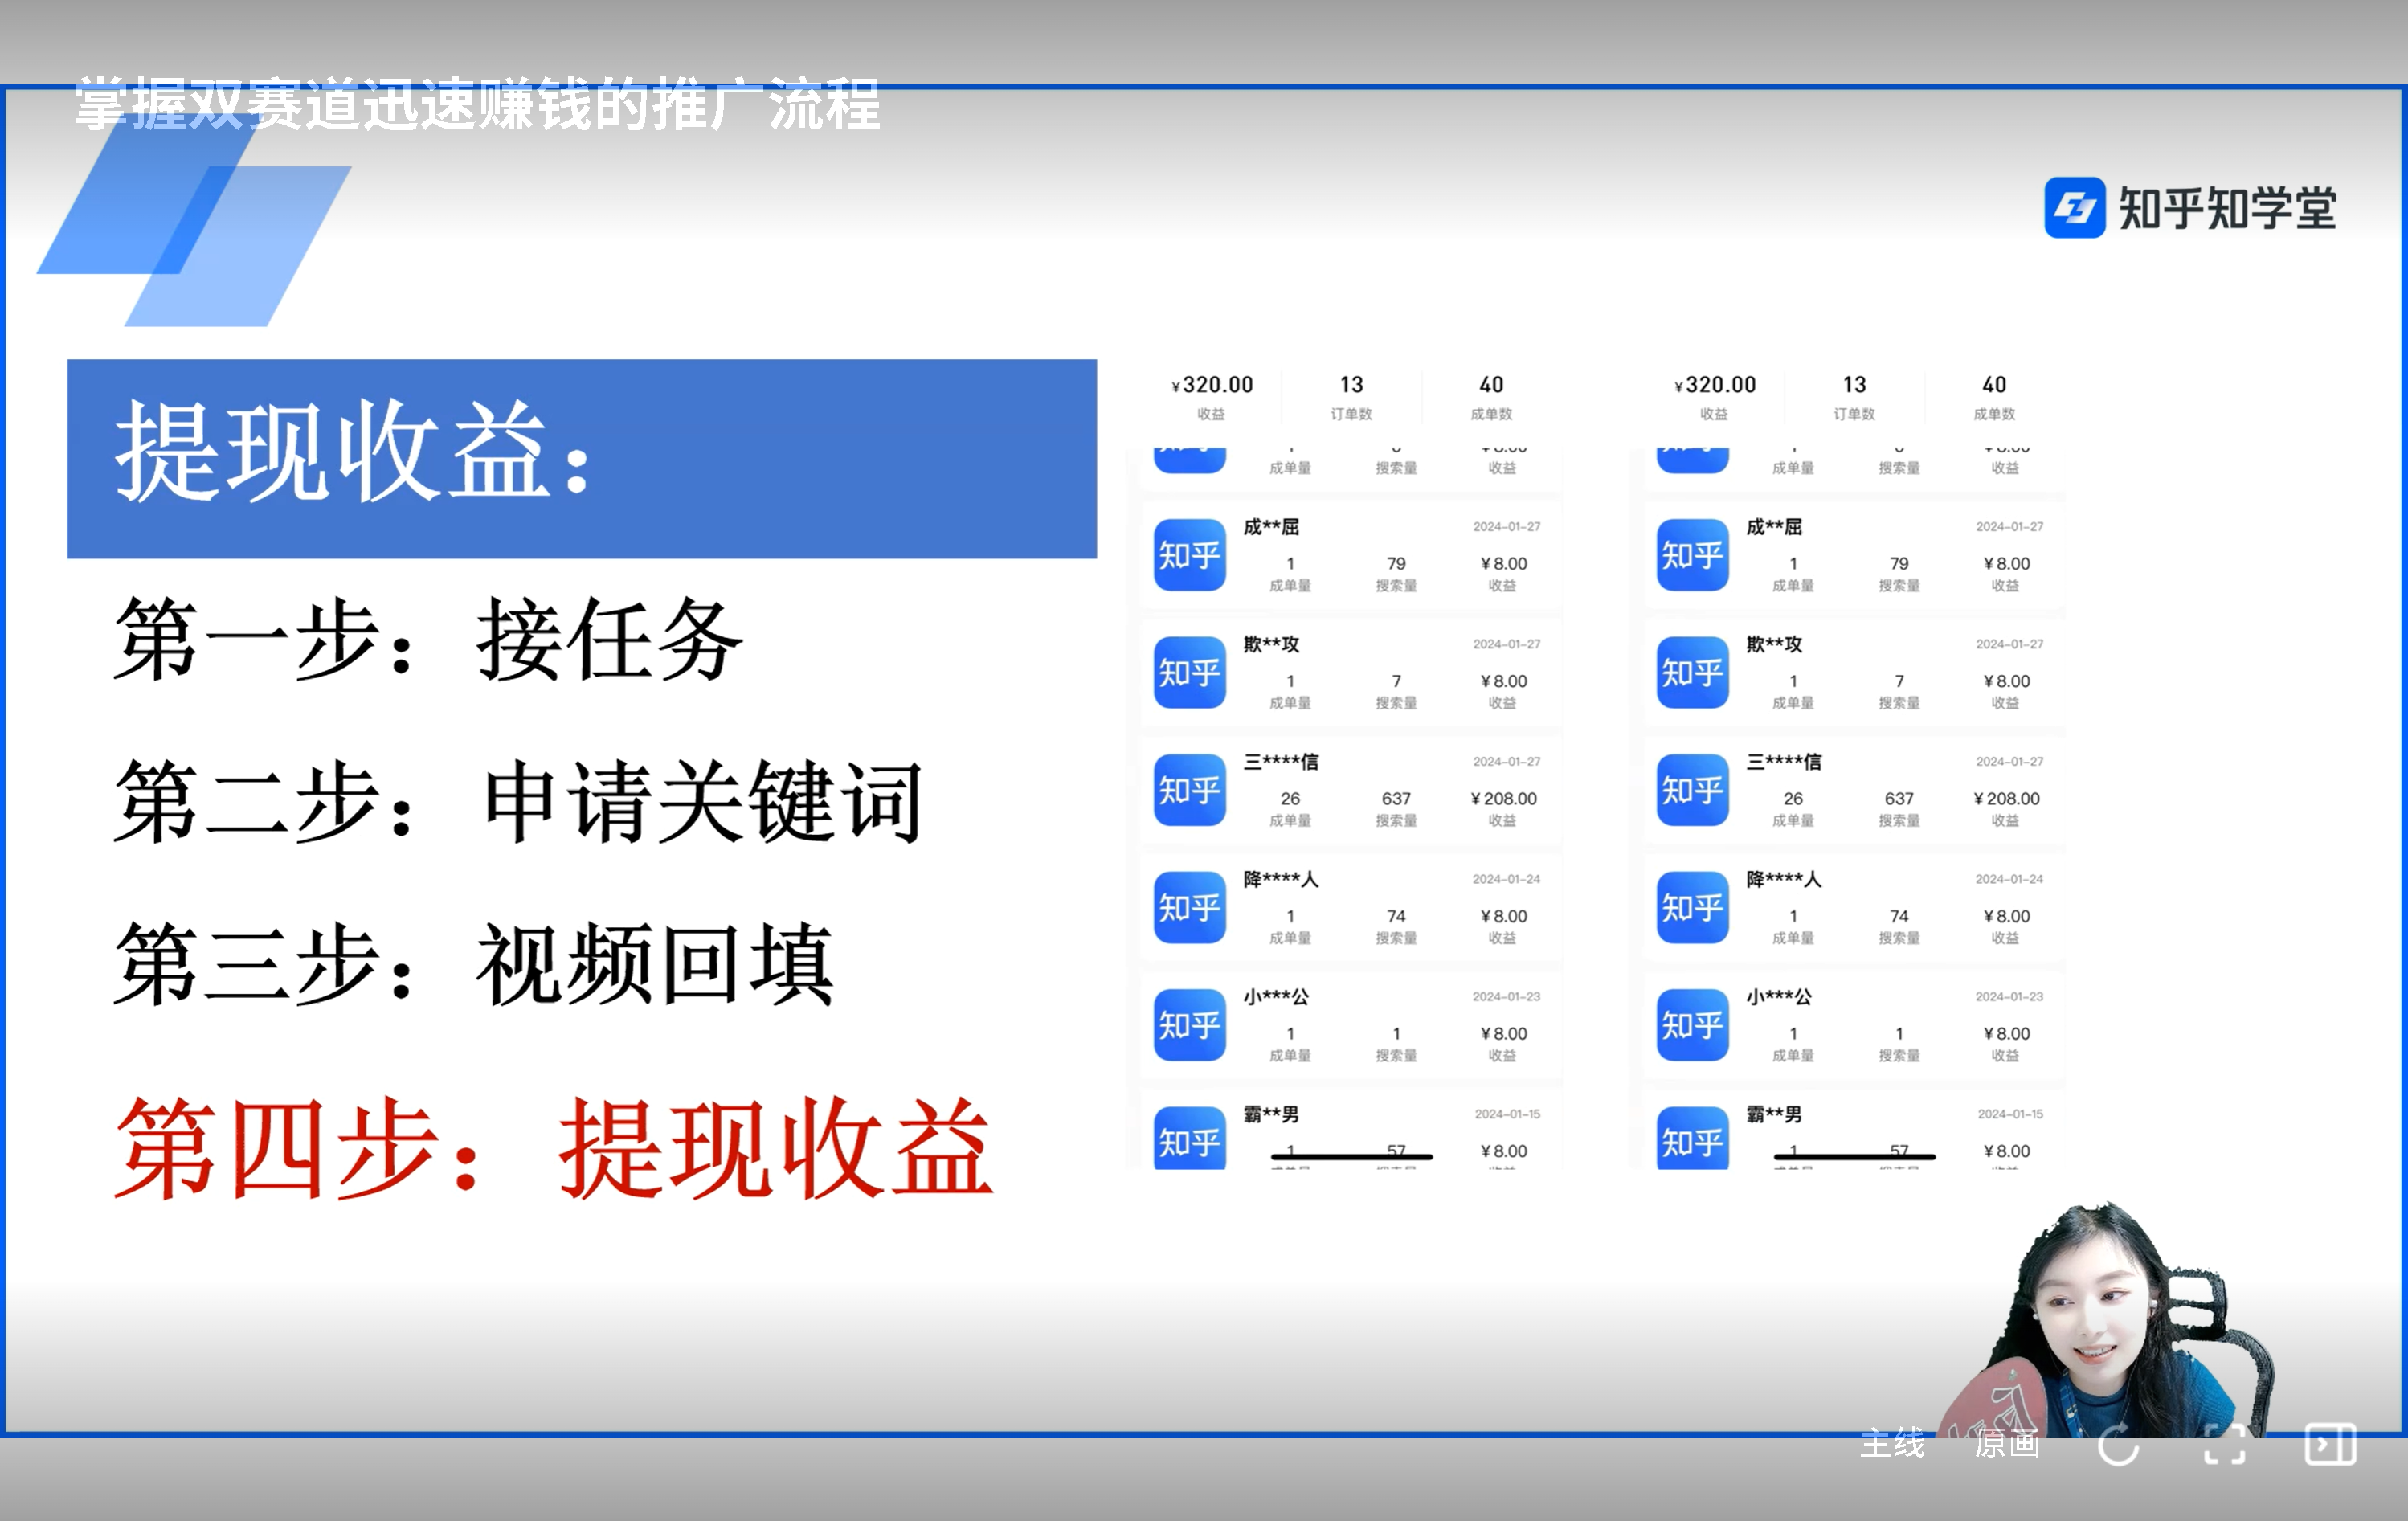 掌握双赛道迅速赚钱的推广流程
知乎知学堂
提现收益：
第一步： 接任务
第二步： 申请关键词
第三步： 视频回填
第四步： 提现收益
¥320.00 13 40
收益 订单数 成单数
成单量 搜索量 收益
知乎 成**屈 2024-01-27
1 79 ¥8.00
成单量 搜索量 收益
知乎 欺**攻 2024-01-27
1 7 ¥8.00
成单量 搜索量 收益
知乎 三****信 2024-01-27
26 637 ¥208.00
成单量 搜索量 收益
知乎 降****人 2024-01-24
1 74 ¥8.00
成单量 搜索量 收益
知乎 小***公 2024-01-23
1 1 ¥8.00
成单量 搜索量 收益
知乎 霸**男 2024-01-15
1 57 ¥8.00
¥320.00 13 40
收益 订单数 成单数
成单量 搜索量 收益
知乎 成**屈 2024-01-27
1 79 ¥8.00
成单量 搜索量 收益
知乎 欺**攻 2024-01-27
1 7 ¥8.00
成单量 搜索量 收益
知乎 三****信 2024-01-27
26 637 ¥208.00
成单量 搜索量 收益
知乎 降****人 2024-01-24
1 74 ¥8.00
成单量 搜索量 收益
知乎 小***公 2024-01-23
1 1 ¥8.00
成单量 搜索量 收益
知乎 霸**男 2024-01-15
1 57 ¥8.00
主线 原画